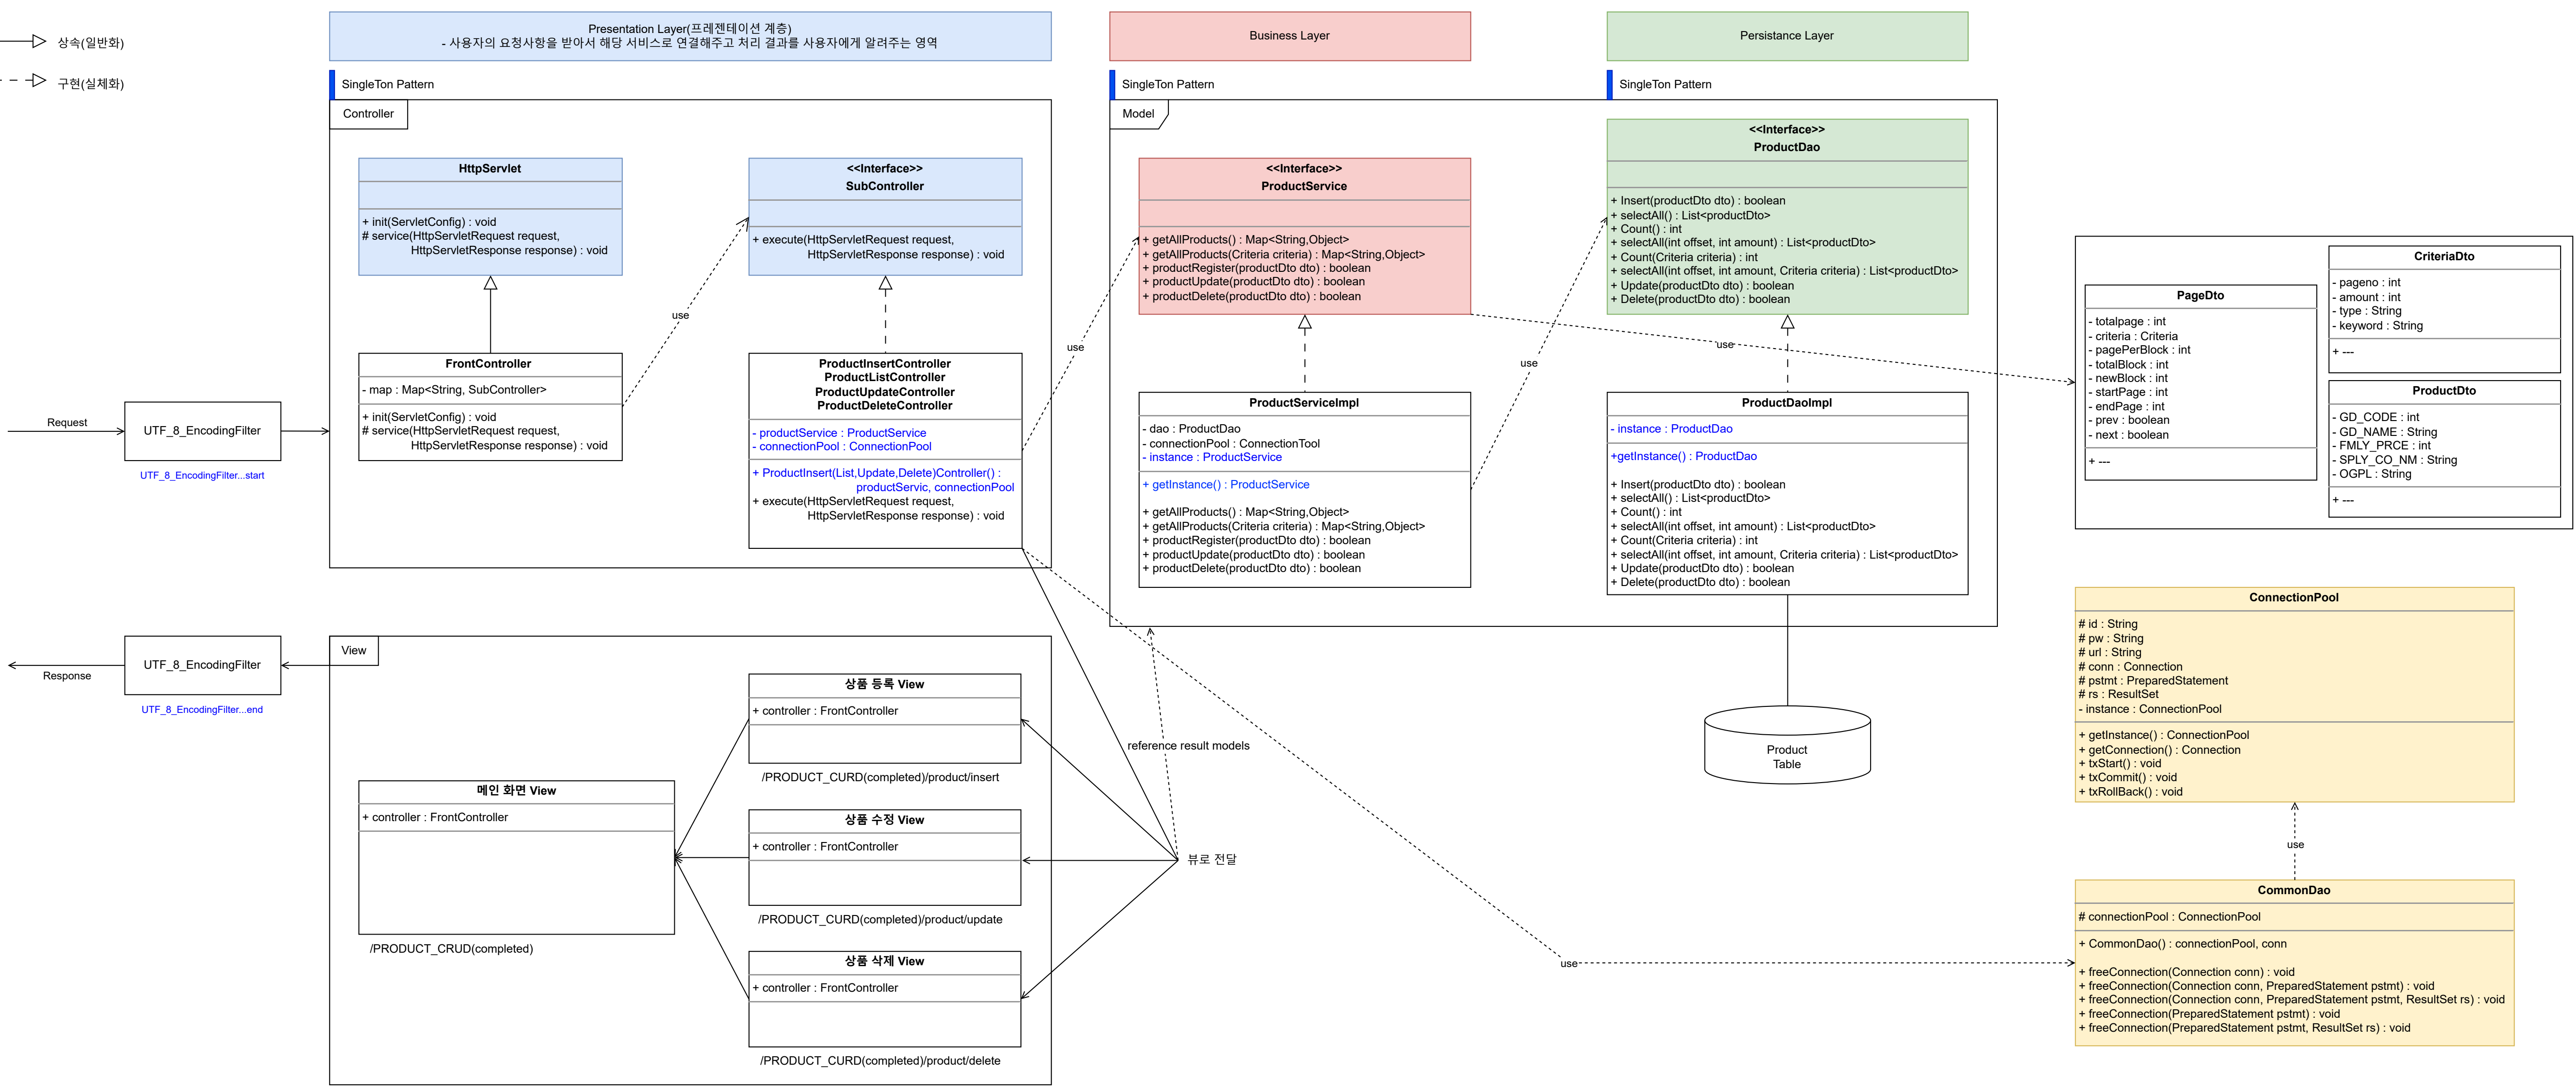 상속(일반화)
구현(실체화)
Presentation Layer(프레젠테이션 계층)
- 사용자의 요청사항을 받아서 해당 서비스로 연결해주고 처리 결과를 사용자에게 알려주는 영역
Business Layer
Persistance Layer
SingleTon Pattern
SingleTon Pattern
SingleTon Pattern
Controller
HttpServlet
+ init(ServletConfig) : void
# service(HttpServletRequest request,
HttpServletResponse response) : void
<<Interface>>
SubController
+ execute(HttpServletRequest request,
HttpServletResponse response) : void
use
FrontController
- map : Map<String, SubController>
+ init(ServletConfig) : void
# service(HttpServletRequest request,
HttpServletResponse response) : void
ProductInsertController
ProductListController
ProductUpdateController
ProductDeleteController
- productService : ProductService
- connectionPool : ConnectionPool
+ ProductInsert(List,Update,Delete)Controller() :
productServic, connectionPool
+ execute(HttpServletRequest request,
HttpServletResponse response) : void
Request
UTF_8_EncodingFilter
UTF_8_EncodingFilter...start
use
Model
<<Interface>>
ProductService
+ getAllProducts() : Map<String,Object>
+ getAllProducts(Criteria criteria) : Map<String,Object>
+ productRegister(productDto dto) : boolean
+ productUpdate(productDto dto) : boolean
+ productDelete(productDto dto) : boolean
<<Interface>>
ProductDao
+ Insert(productDto dto) : boolean
+ selectAll() : List<productDto>
+ Count() : int
+ selectAll(int offset, int amount) : List<productDto>
+ Count(Criteria criteria) : int
+ selectAll(int offset, int amount, Criteria criteria) : List<productDto>
+ Update(productDto dto) : boolean
+ Delete(productDto dto) : boolean
use
use
ProductServiceImpl
- dao : ProductDao
- connectionPool : ConnectionTool
- instance : ProductService
+ getInstance() : ProductService
+ getAllProducts() : Map<String,Object>
+ getAllProducts(Criteria criteria) : Map<String,Object>
+ productRegister(productDto dto) : boolean
+ productUpdate(productDto dto) : boolean
+ productDelete(productDto dto) : boolean
ProductDaoImpl
- instance : ProductDao
+getInstance() : ProductDao
+ Insert(productDto dto) : boolean
+ selectAll() : List<productDto>
+ Count() : int
+ selectAll(int offset, int amount) : List<productDto>
+ Count(Criteria criteria) : int
+ selectAll(int offset, int amount, Criteria criteria) : List<productDto>
+ Update(productDto dto) : boolean
+ Delete(productDto dto) : boolean
PageDto
- totalpage : int
- criteria : Criteria
- pagePerBlock : int
- totalBlock : int
- newBlock : int
- startPage : int
- endPage : int
- prev : boolean
- next : boolean
+ ---
CriteriaDto
- pageno : int
- amount : int
- type : String
- keyword : String
+ ---
ProductDto
- GD_CODE : int
- GD_NAME : String
- FMLY_PRCE : int
- SPLY_CO_NM : String
- OGPL : String
+ ---
Response
UTF_8_EncodingFilter
UTF_8_EncodingFilter...end
View
메인 화면 View
+ controller : FrontController
/PRODUCT_CRUD(completed)
상품 등록 View
+ controller : FrontController
/PRODUCT_CURD(completed)/product/insert
상품 수정 View
+ controller : FrontController
/PRODUCT_CURD(completed)/product/update
상품 삭제 View
+ controller : FrontController
/PRODUCT_CURD(completed)/product/delete
reference result models
뷰로 전달
Product
Table
use
ConnectionPool
# id : String
# pw : String
# url : String
# conn : Connection
# pstmt : PreparedStatement
# rs : ResultSet
- instance : ConnectionPool
+ getInstance() : ConnectionPool
+ getConnection() : Connection
+ txStart() : void
+ txCommit() : void
+ txRollBack() : void
use
CommonDao
# connectionPool : ConnectionPool
+ CommonDao() : connectionPool, conn
+ freeConnection(Connection conn) : void
+ freeConnection(Connection conn, PreparedStatement pstmt) : void
+ freeConnection(Connection conn, PreparedStatement pstmt, ResultSet rs) : void
+ freeConnection(PreparedStatement pstmt) : void
+ freeConnection(PreparedStatement pstmt, ResultSet rs) : void